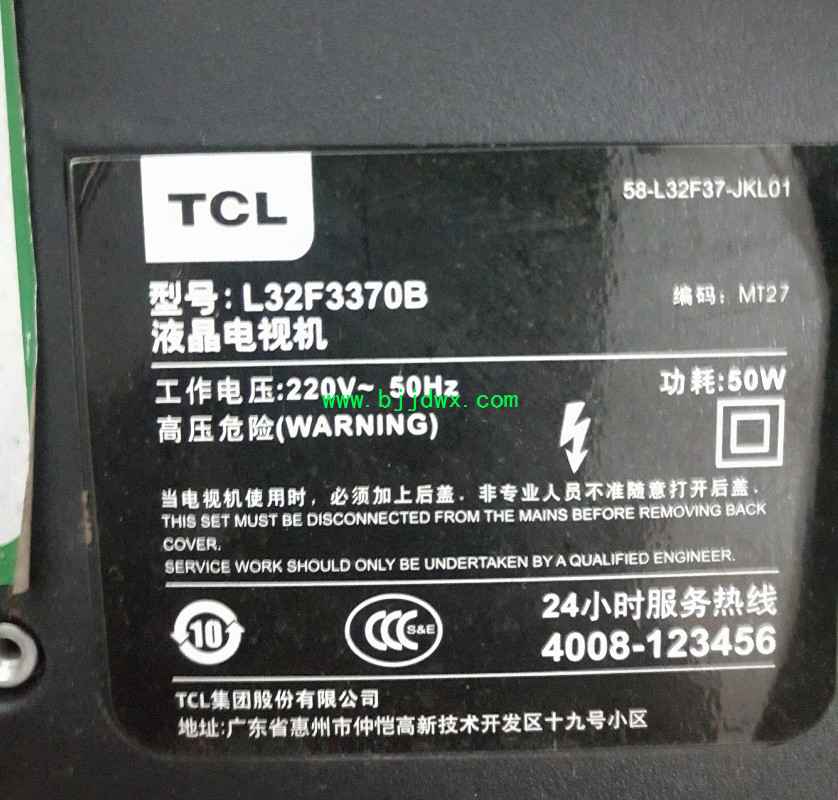 TCL
58-L32F37-JKL01
型号:L32F3370B
编码:MT27
液晶电视机
工作电压:220V~ 50Hz
功耗:50W
www.bjjdwx.com
高压危险(WARNING)
当电视机使用时,必须加上后盖.非专业人员不准随意打开后盖.
THIS SET MUST BE DISCONNECTED FROM THE MAINS BEFORE REMOVING BACK
COVER.
SERVICE WORK SHOULD ONLY BE UNDERTAKEN BY A QUALIFIED ENGINEER.
10
CCC S&E
24小时服务热线
4008-123456
TCL集团股份有限公司
地址:广东省惠州市仲恺高新技术开发区十九号小区